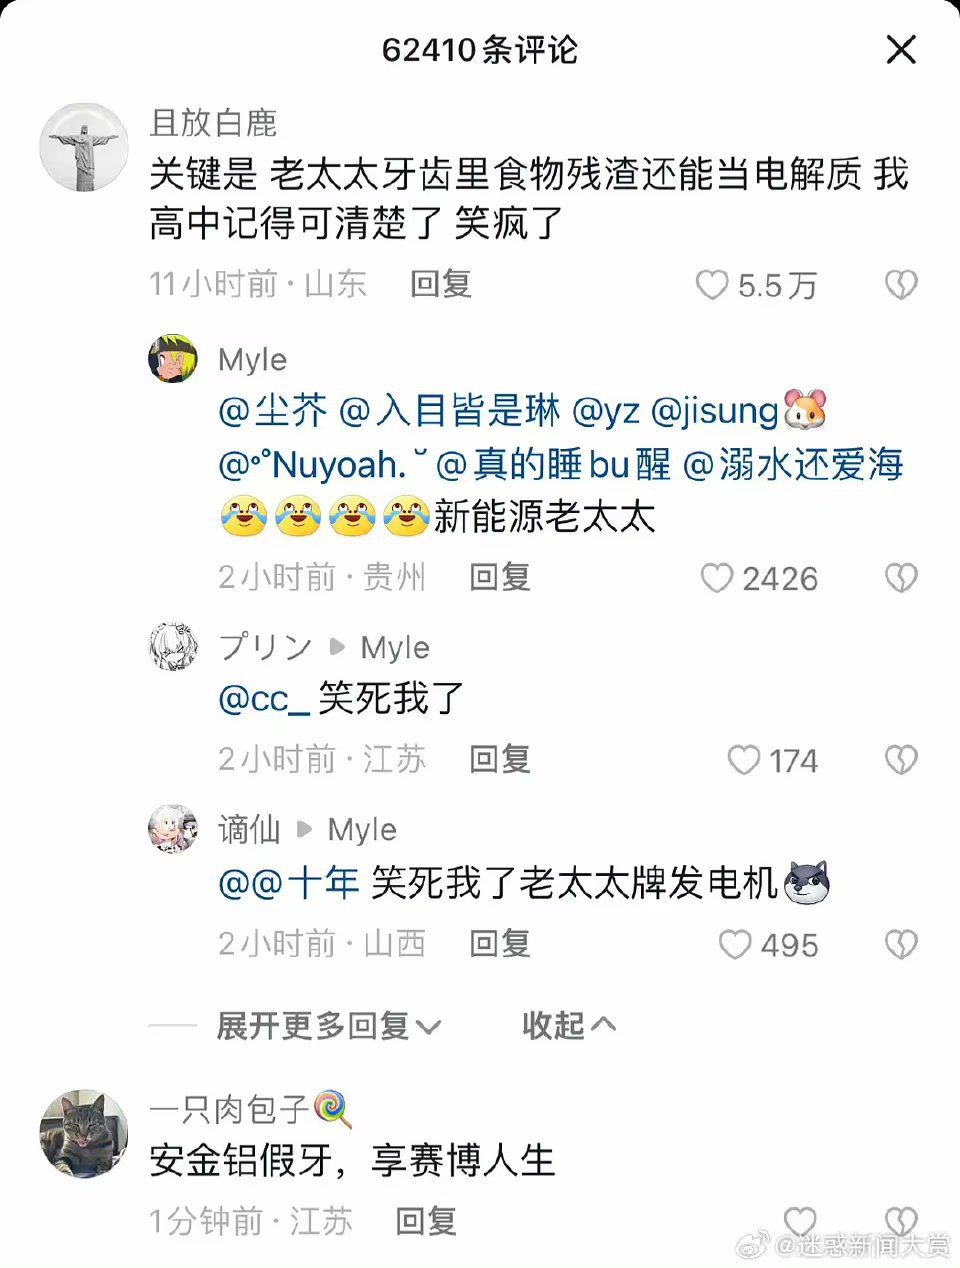 62410条评论
且放白鹿
关键是 老太太牙齿里食物残渣还能当电解质 我
高中记得可清楚了 笑疯了
11小时前·山东 回复 5.5万
Myle
@尘芥 @入目皆是琳 @yz @jisung🐹
@॰˚Nuyoah. ˘ @真的睡bu醒 @溺水还爱海
新能源老太太
2小时前·贵州 回复 2426
プリン ▶ Myle
@cc_ 笑死我了
2小时前·江苏 回复 174
谪仙 ▶ Myle
@@十年 笑死我了老太太牌发电机
2小时前·山西 回复 495
展开更多回复 收起
一只肉包子🍭
安金铝假牙，享赛博人生
1分钟前·江苏 回复
@迷惑新闻大赏